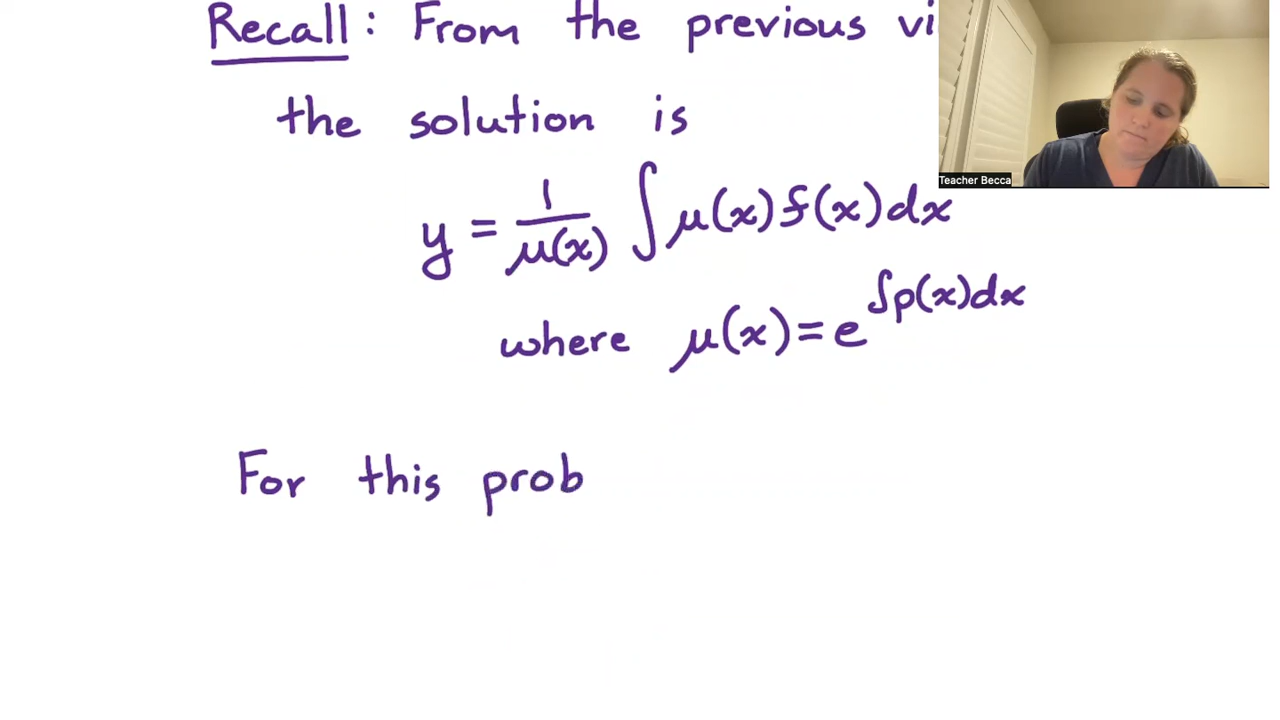 Recall: From the previous vi
the solution is
Teacher Becca
y = 1/μ(x) ∫ μ(x) f(x) dx
where μ(x) = e^∫p(x)dx
For this prob